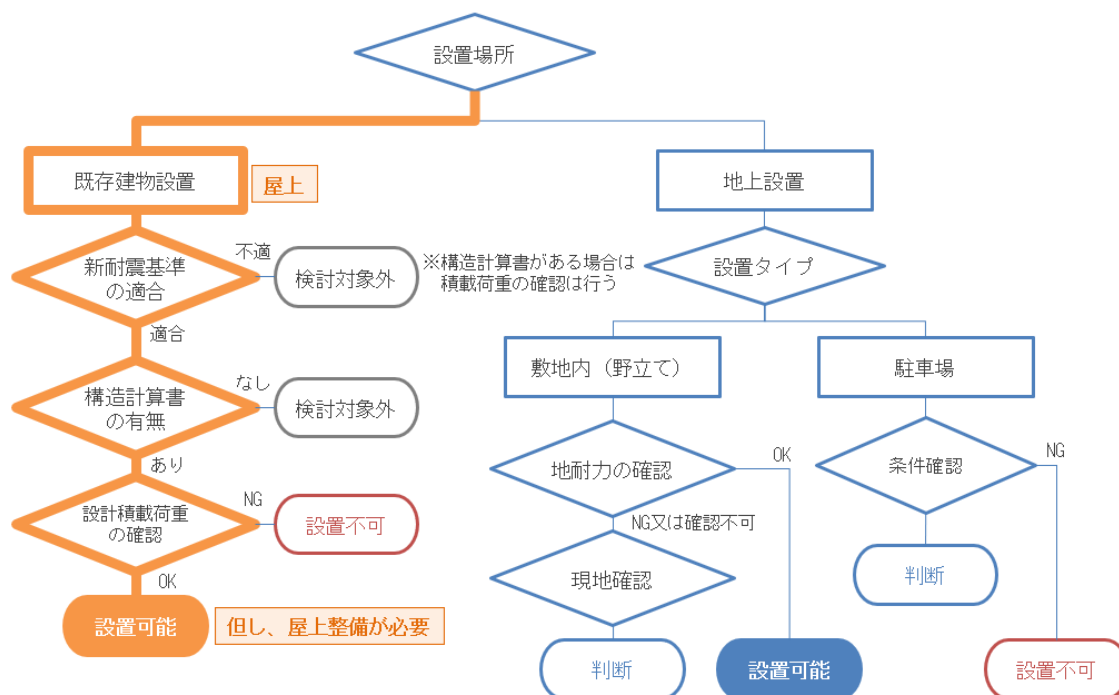 設置場所
既存建物設置
屋上
地上設置
新耐震基準
の適合
不適
検討対象外
※構造計算書がある場合は
積載荷重の確認は行う
設置タイプ
適合
敷地内（野立て）
駐車場
構造計算書
の有無
なし
検討対象外
あり
地耐力の確認
OK
条件確認
NG
設計積載荷重
の確認
NG
設置不可
NG又は確認不可
OK
現地確認
判断
設置可能
但し、屋上整備が必要
判断
設置可能
設置不可